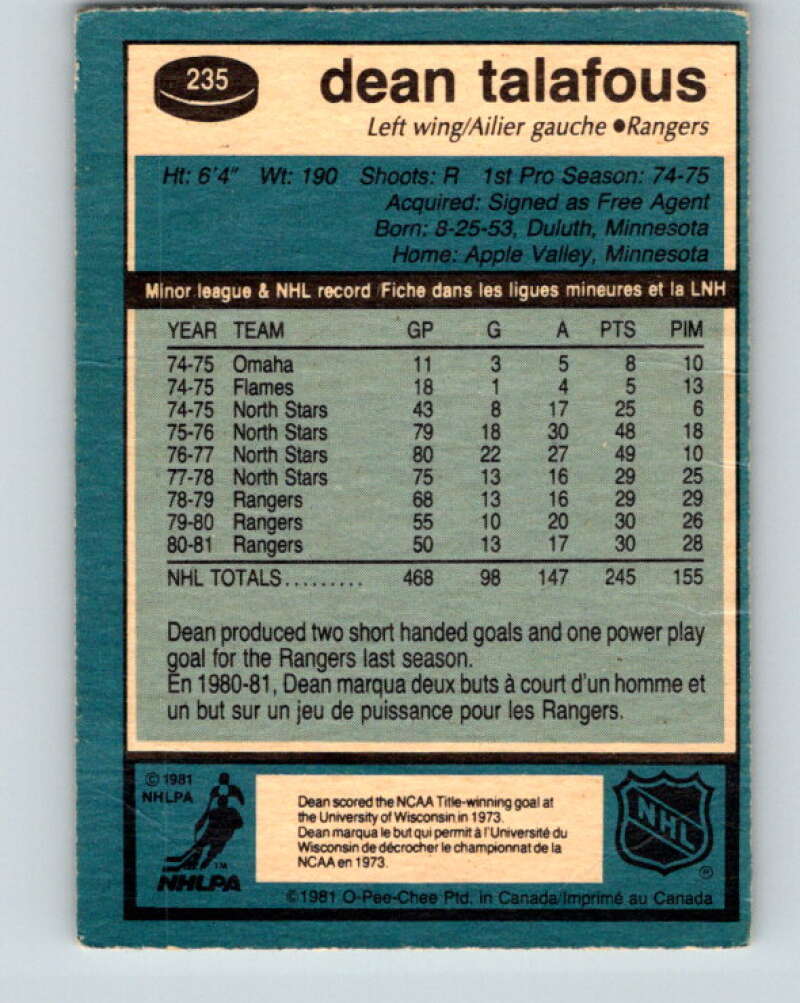 235
dean talafous
Left wing/Ailier gauche ● Rangers
Ht: 6'4" Wt: 190 Shoots: R 1st Pro Season: 74-75
Acquired: Signed as Free Agent
Born: 8-25-53, Duluth, Minnesota
Home: Apple Valley, Minnesota
Minor league & NHL record/Fiche dans les ligues mineures et la LNH
YEAR TEAM GP G A PTS PIM
74-75 Omaha 11 3 5 8 10
74-75 Flames 18 1 4 5 13
74-75 North Stars 43 8 17 25 6
75-76 North Stars 79 18 30 48 18
76-77 North Stars 80 22 27 49 10
77-78 North Stars 75 13 16 29 25
78-79 Rangers 68 13 16 29 29
79-80 Rangers 55 10 20 30 26
80-81 Rangers 50 13 17 30 28
NHL TOTALS......... 468 98 147 245 155
Dean produced two short handed goals and one power play
goal for the Rangers last season.
En 1980-81, Dean marqua deux buts à court d'un homme et
un but sur un jeu de puissance pour les Rangers.
© 1981
NHLPA
TM
NHLPA
Dean scored the NCAA Title-winning goal at
the University of Wisconsin in 1973.
Dean marqua le but qui permit à l'Université du
Wisconsin de décrocher le championnat de la
NCAA en 1973.
NHL
®
©1981 O-Pee-Chee Ptd. in Canada/Imprimé au Canada